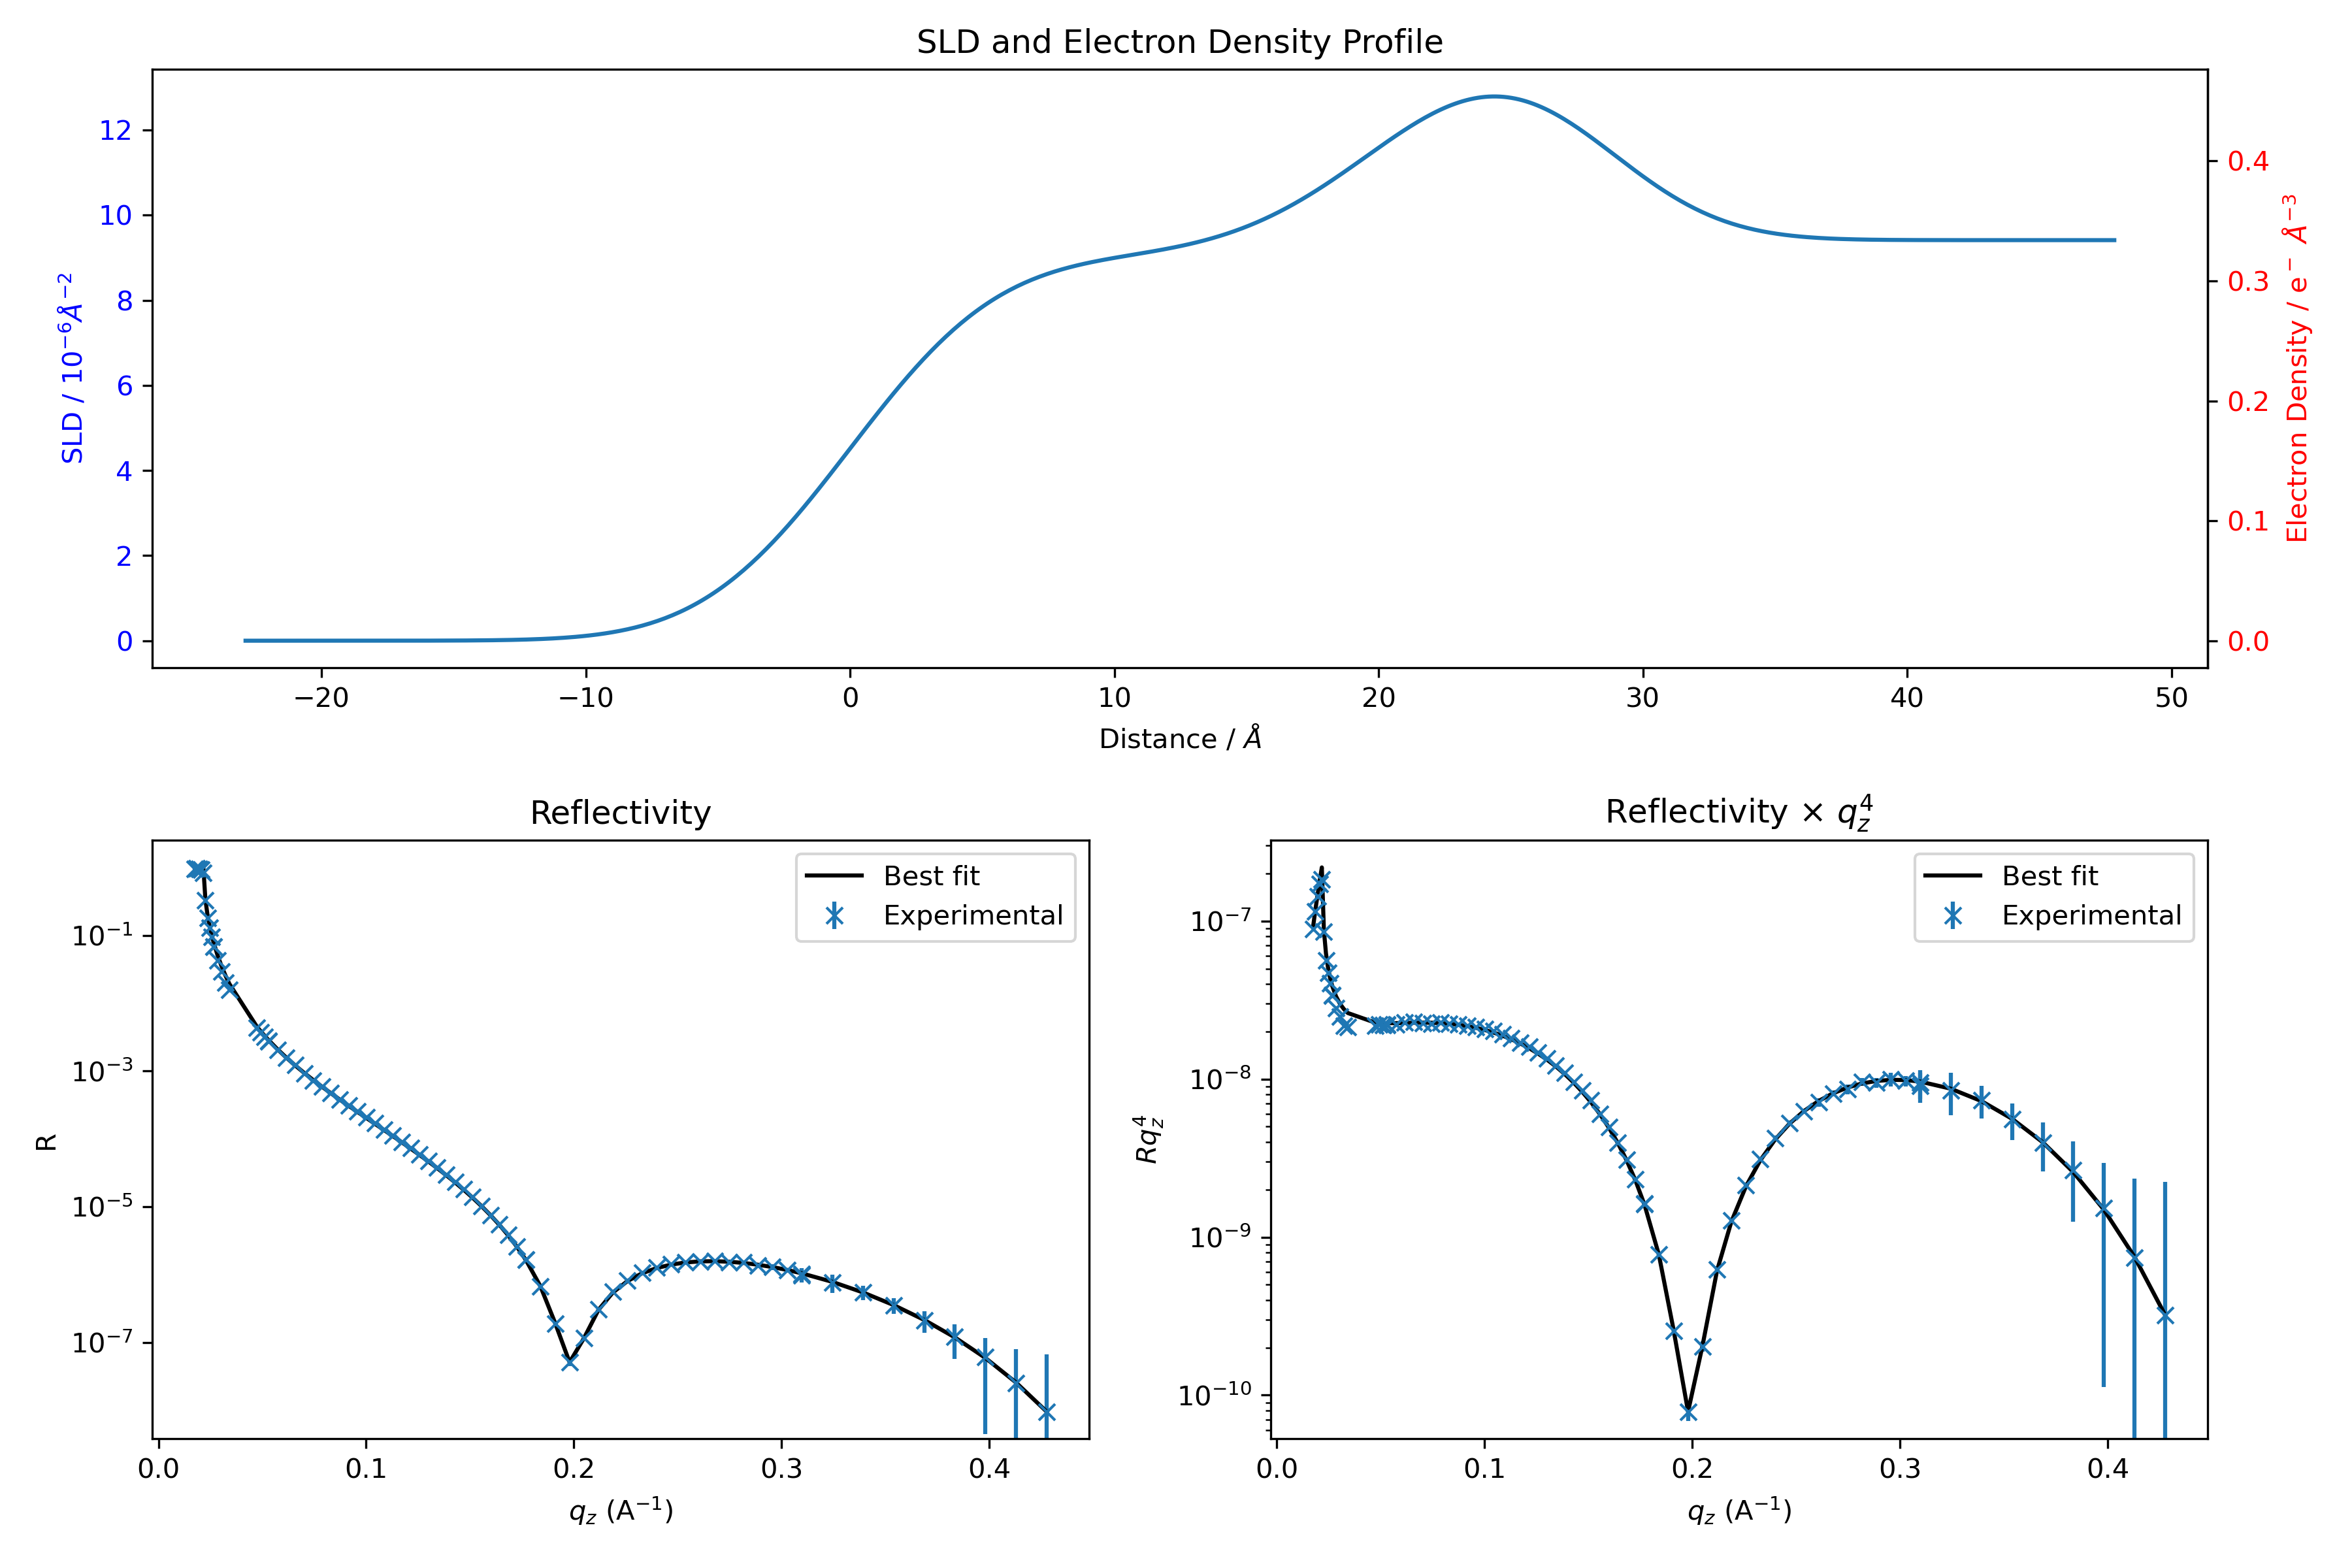 SLD and Electron Density Profile
SLD / 10⁻⁶Å⁻²
12
10
8
6
4
2
0
0.4
0.3
0.2
0.1
0.0
Electron Density / e⁻ Å⁻³
−20 −10 0 10 20 30 40 50
Distance / Å
Reflectivity
R
10⁻¹
10⁻³
10⁻⁵
10⁻⁷
Best fit
Experimental
0.0 0.1 0.2 0.3 0.4
q_z (A⁻¹)
Reflectivity × q_z⁴
Rq_z⁴
10⁻⁷
10⁻⁸
10⁻⁹
10⁻¹⁰
Best fit
Experimental
0.0 0.1 0.2 0.3 0.4
q_z (A⁻¹)